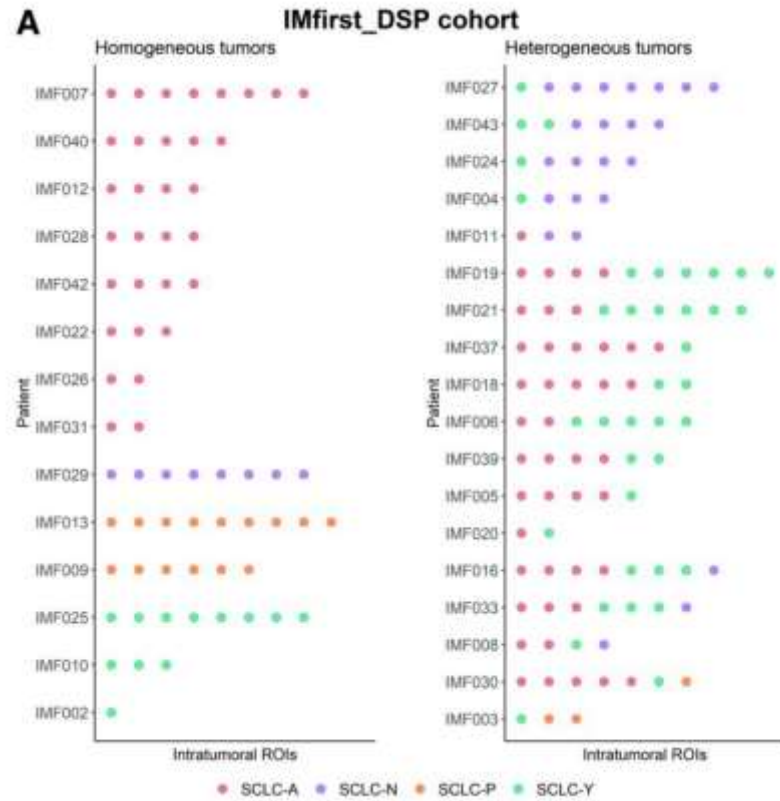 A
IMfirst_DSP cohort
Homogeneous tumors
IMF007
IMF040
IMF012
IMF028
IMF042
IMF022
IMF026
IMF031
IMF029
IMF013
IMF009
IMF025
IMF010
IMF002
Patient
Intratumoral ROIs
Heterogeneous tumors
IMF027
IMF043
IMF024
IMF004
IMF011
IMF019
IMF021
IMF037
IMF018
IMF006
IMF039
IMF005
IMF020
IMF016
IMF033
IMF008
IMF030
IMF003
Patient
Intratumoral ROIs
SCLC-A SCLC-N SCLC-P SCLC-Y